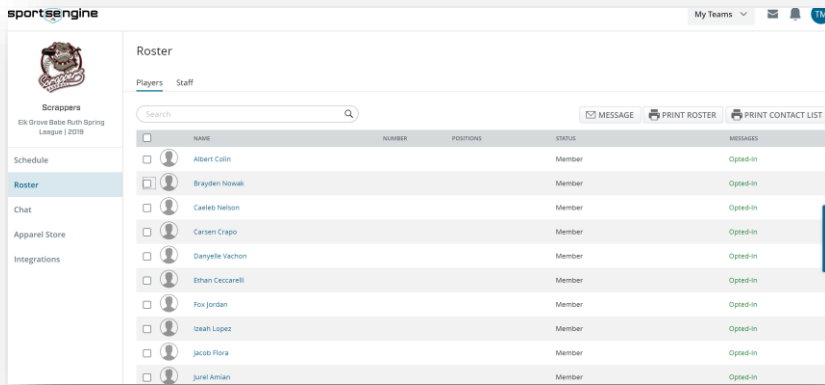 sportsengine
My Teams
TM
Scrappers
Scrappers
Elk Grove Babe Ruth Spring
League | 2019
Schedule
Roster
Chat
Apparel Store
Integrations
Roster
Players Staff
Search
MESSAGE PRINT ROSTER PRINT CONTACT LIST
NAME NUMBER POSITIONS STATUS MESSAGES
Albert Colin Member Opted-In
Brayden Nowak Member Opted-In
Caeleb Nelson Member Opted-In
Carsen Crapo Member Opted-In
Danyelle Vachon Member Opted-In
Ethan Ceccarelli Member Opted-In
Fox Jordan Member Opted-In
Izeah Lopez Member Opted-In
Jacob Flora Member Opted-In
Jurel Amian Member Opted-In